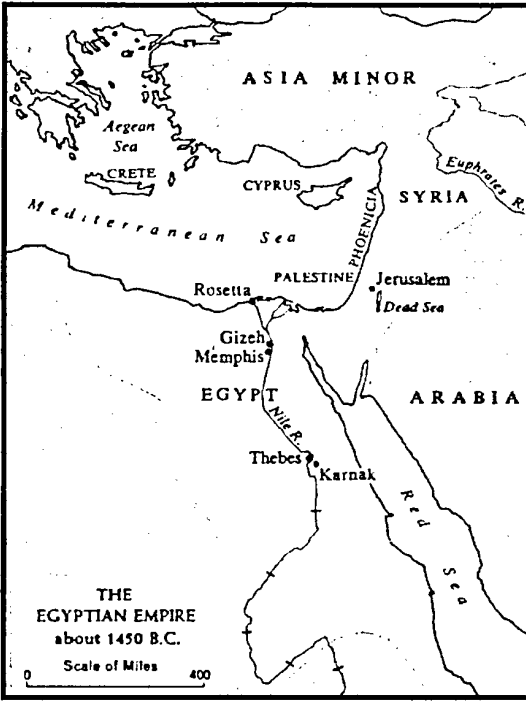 ASIA MINOR
Aegean
Sea
CRETE
CYPRUS
SYRIA
Euphrates R.
Mediterranean Sea
PHOENICIA
PALESTINE
Jerusalem
Dead Sea
Rosetta
Gizeh
Memphis
EGYPT
ARABIA
Nile R.
Thebes
Karnak
Red
Sea
THE
EGYPTIAN EMPIRE
about 1450 B.C.
Scale of Miles
0 400